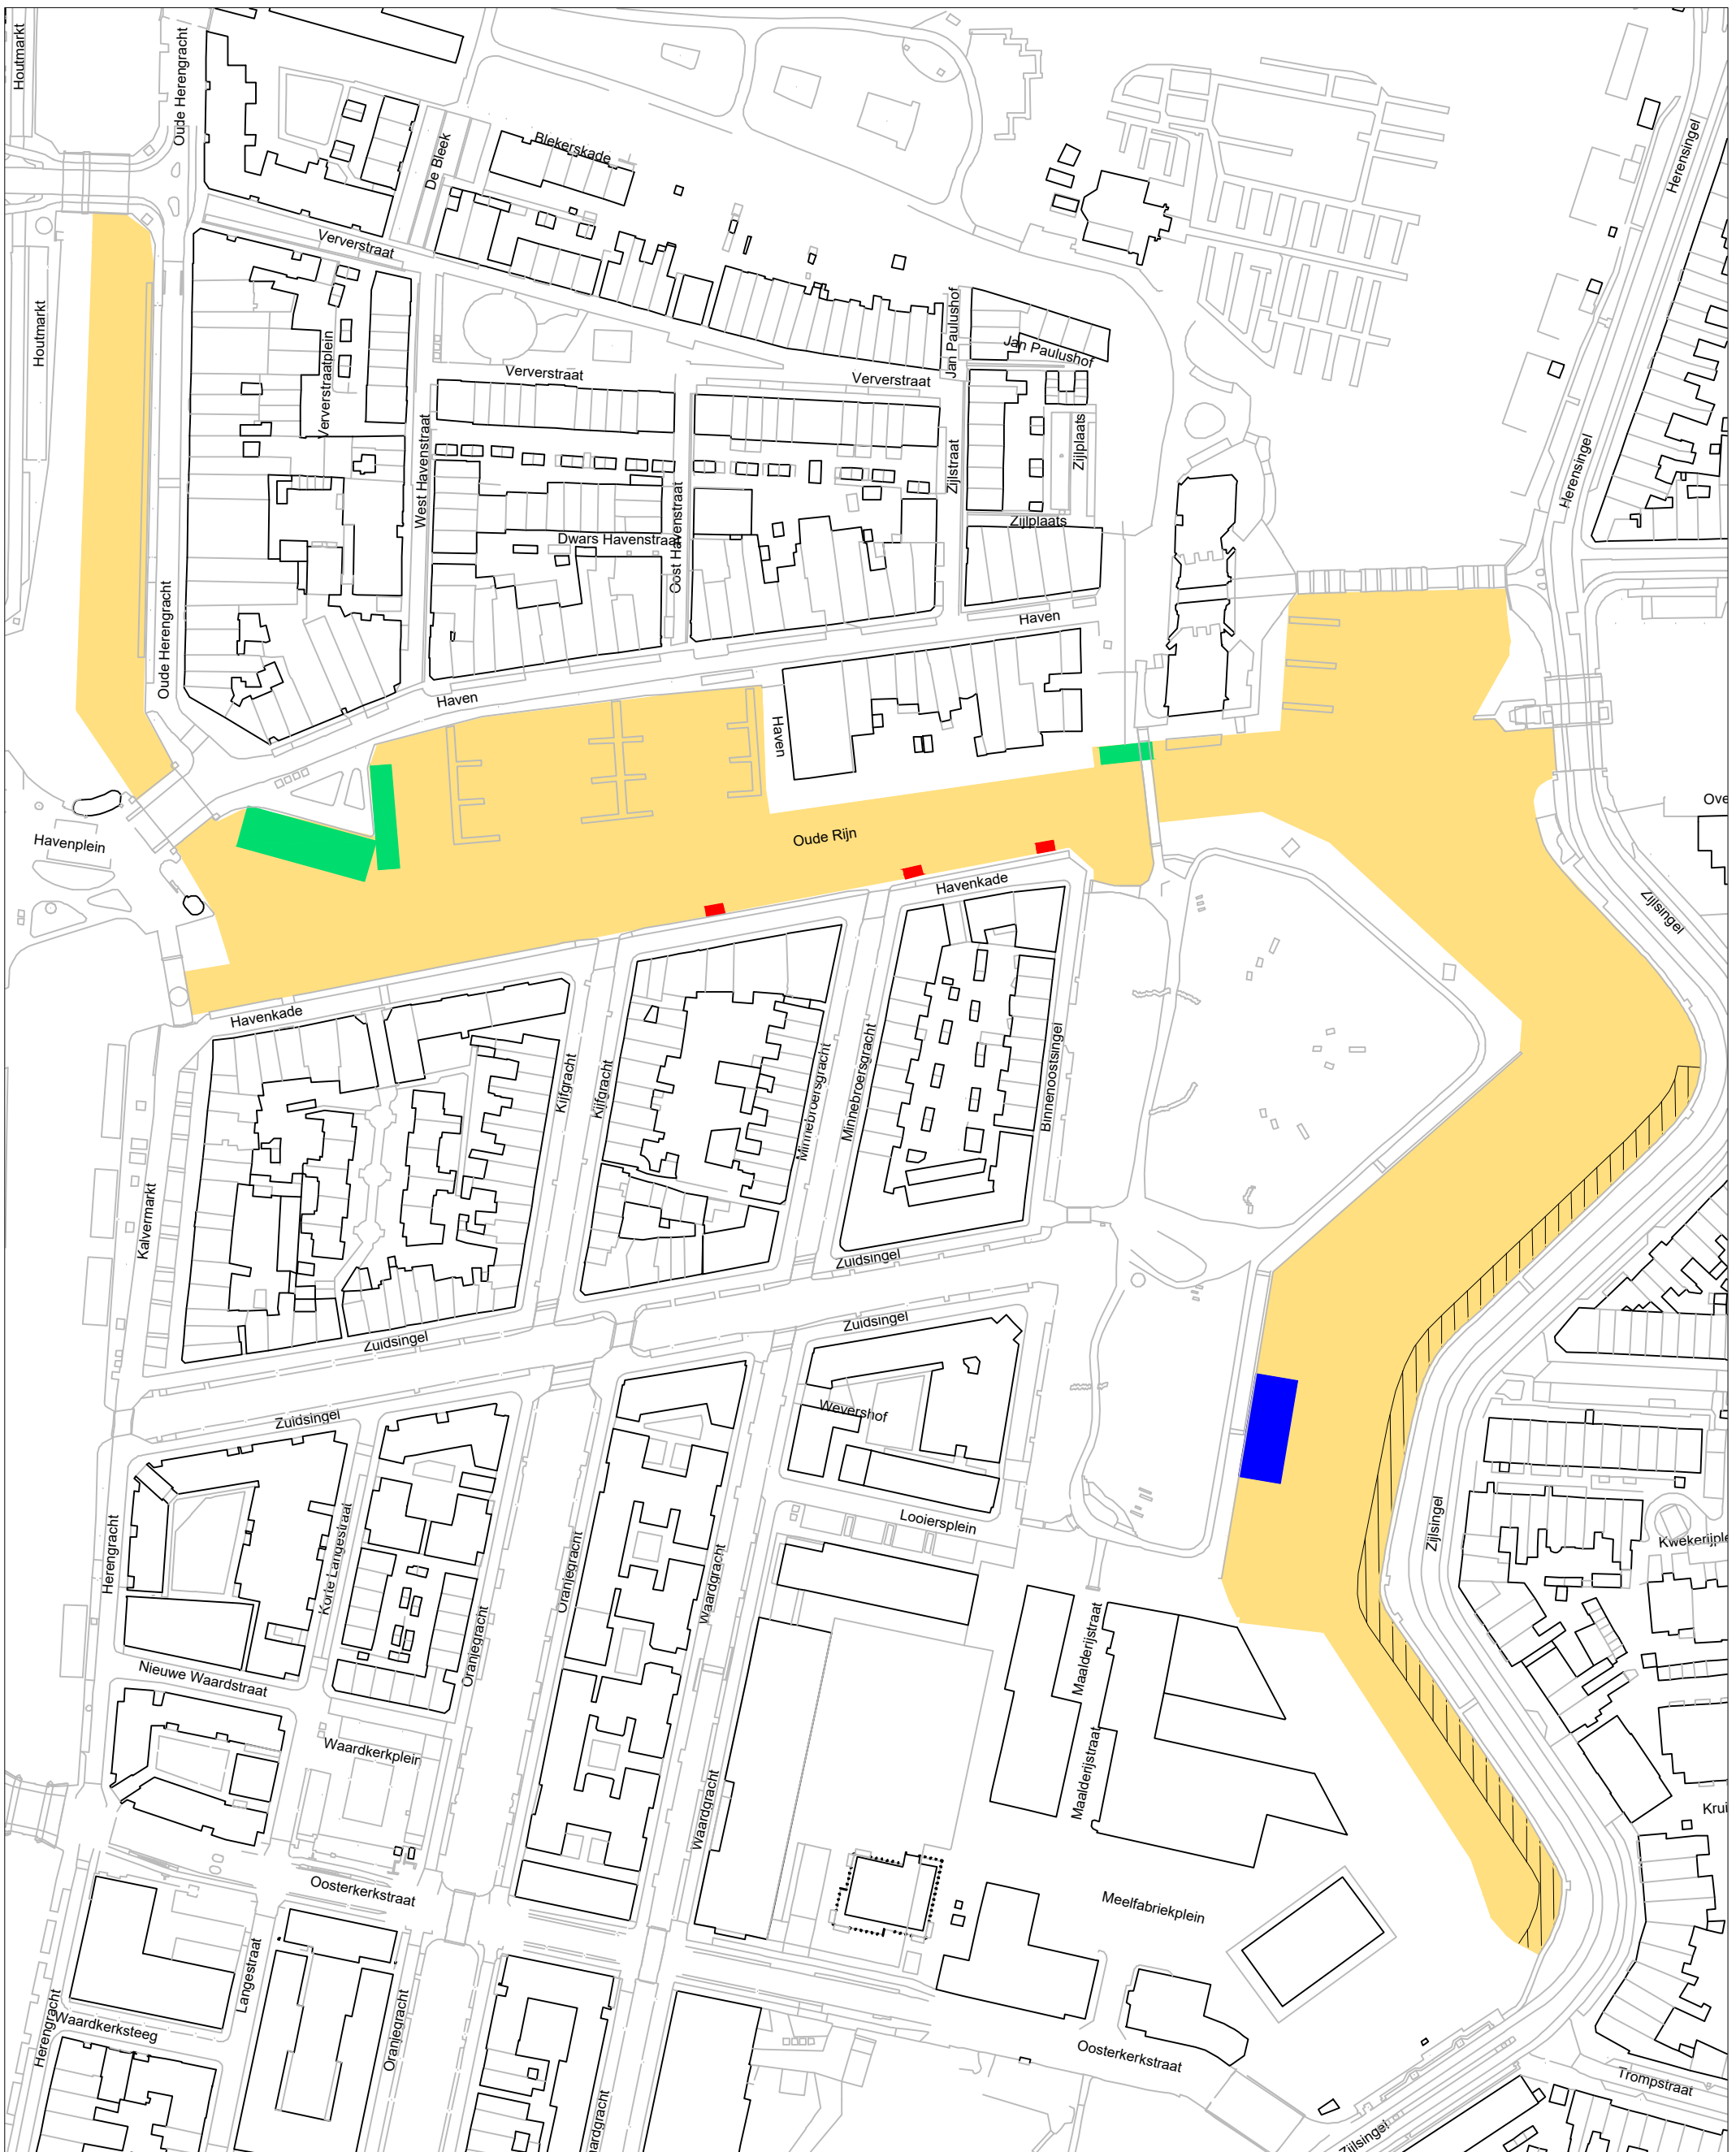 Houtmarkt
Oude Herengracht
Herensingel
De Bleek
Blekerskade
Ververstraat
Houtmarkt
Ververstraatplein
Jan Paulushof
Jan Paulushof
Ververstraat
Ververstraat
West Havenstraat
Oost Havenstraat
Zijlstraat
Zijlplaats
Herensingel
Zijlplaats
Dwars Havenstraat
Oude Herengracht
Haven
Haven
Haven
Ove
Havenplein
Oude Rijn
Havenkade
Zijlsingel
Havenkade
Kijfgracht
Kijfgracht
Minnebroersgracht
Minnebroersgracht
Binnenoostsingel
Kalvermarkt
Zuidsingel
Zuidsingel
Zuidsingel
Zuidsingel
Wevershof
Looiersplein
Zijlsingel
Kwekerijple
Herengracht
Korte Langestraat
Oranjegracht
Oranjegracht
Waardgracht
Maalderijstraat
Nieuwe Waardstraat
Waardkerkplein
Maalderijstraat
Waardgracht
Krui
Oosterkerkstraat
Meelfabriekplein
Langestraat
Herengracht
Waardkerksteeg
Oranjegracht
Oosterkerkstraat
Trompstraat
Zijlsingel
ardgracht